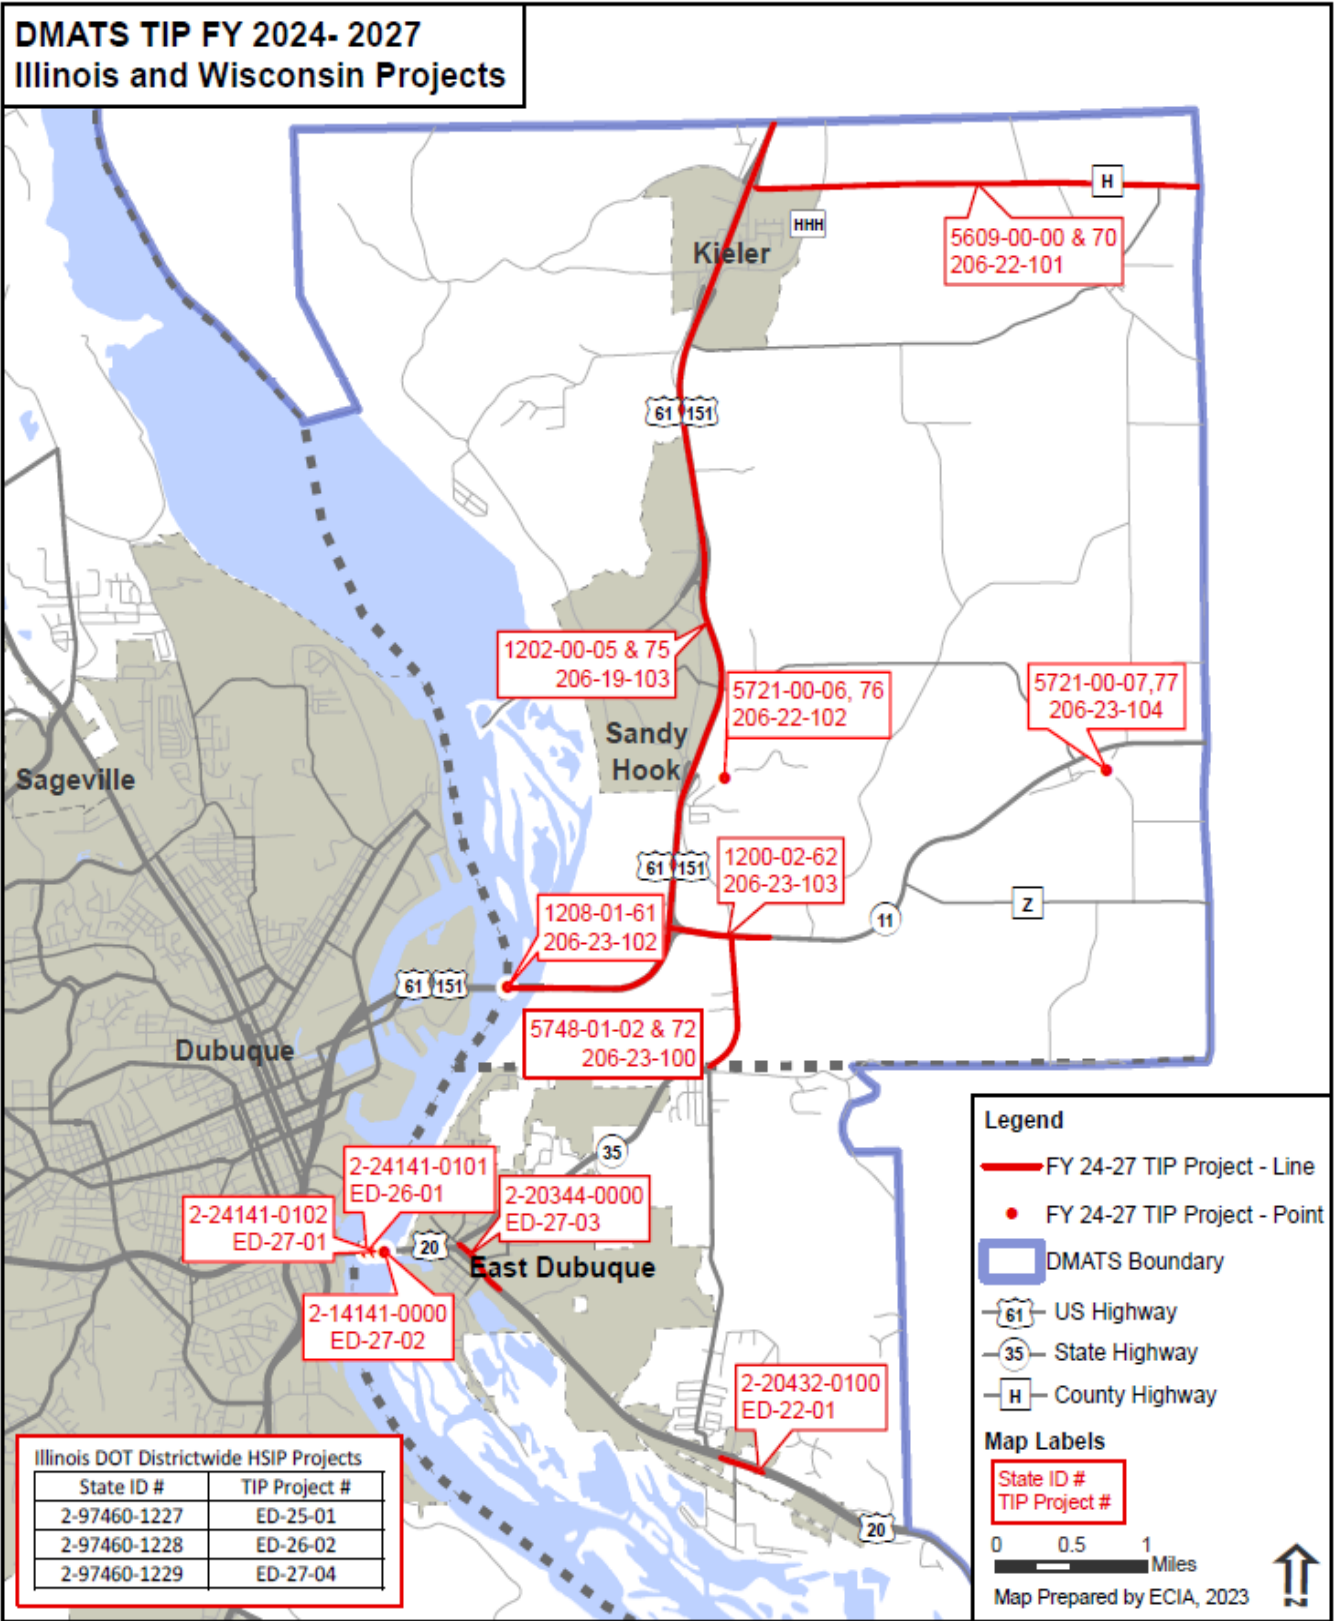 DMATS TIP FY 2024- 2027
Illinois and Wisconsin Projects
H
HHH
Kieler
5609-00-00 & 70
206-22-101
61 151
1202-00-05 & 75
206-19-103
5721-00-06, 76
206-22-102
5721-00-07,77
206-23-104
Sandy
Hook
Sageville
61 151
1200-02-62
206-23-103
Z
11
1208-01-61
206-23-102
61 151
5748-01-02 & 72
206-23-100
Dubuque
35
2-24141-0101
ED-26-01
2-20344-0000
ED-27-03
2-24141-0102
ED-27-01
20
East Dubuque
2-14141-0000
ED-27-02
2-20432-0100
ED-22-01
20
Illinois DOT Districtwide HSIP Projects
State ID # TIP Project #
2-97460-1227 ED-25-01
2-97460-1228 ED-26-02
2-97460-1229 ED-27-04
Legend
FY 24-27 TIP Project - Line
FY 24-27 TIP Project - Point
DMATS Boundary
61 US Highway
35 State Highway
H County Highway
Map Labels
State ID #
TIP Project #
0 0.5 1
Miles
Map Prepared by ECIA, 2023
N